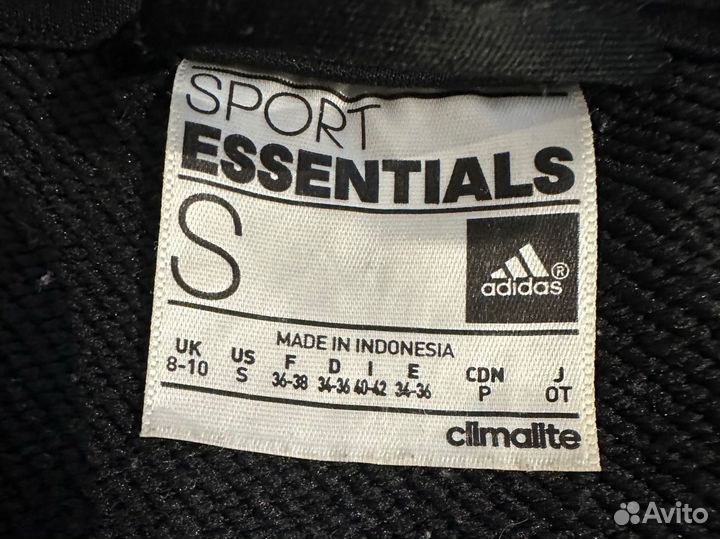 SPORT
ESSENTIALS
S
adidas®
MADE IN INDONESIA
UK US F D I E CDN J
8-10 S 36-38 34-36 40-42 34-36 P OT
climalite
Avito